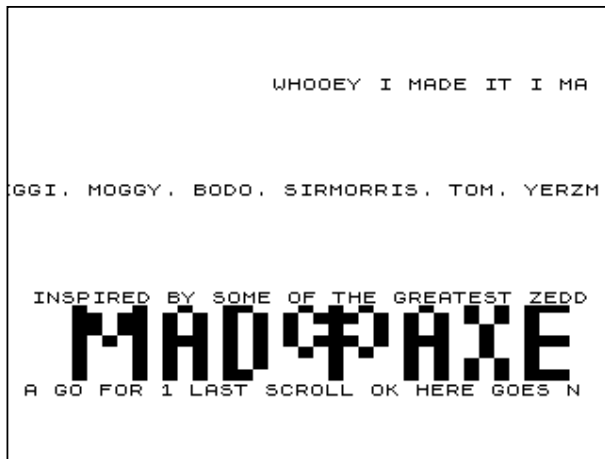 WHOOEY I MADE IT I MA
IGGI. MOGGY. BODO. SIRMORRIS. TOM. YERZM
INSPIRED BY SOME OF THE GREATEST ZEDD
MAD AXE
A GO FOR 1 LAST SCROLL OK HERE GOES N